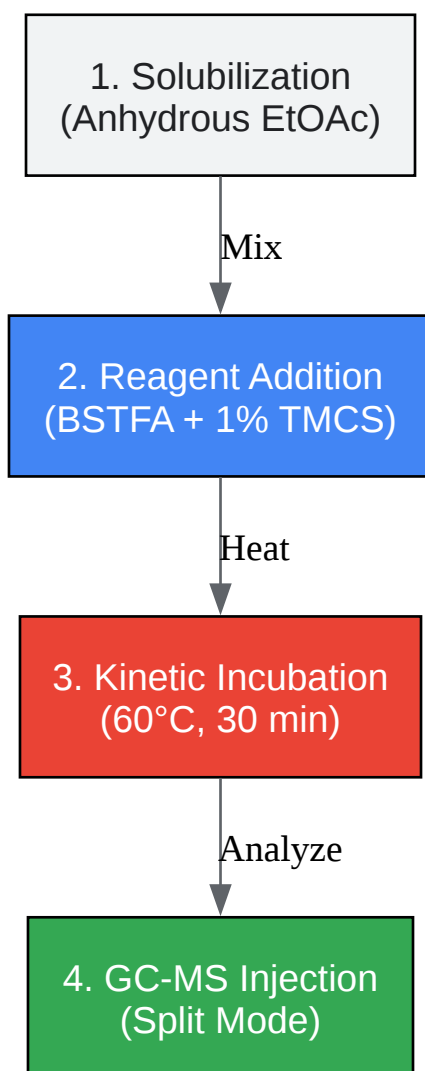 1. Solubilization
(Anhydrous EtOAc)
Mix
2. Reagent Addition
(BSTFA + 1% TMCS)
Heat
3. Kinetic Incubation
(60°C, 30 min)
Analyze
4. GC-MS Injection
(Split Mode)